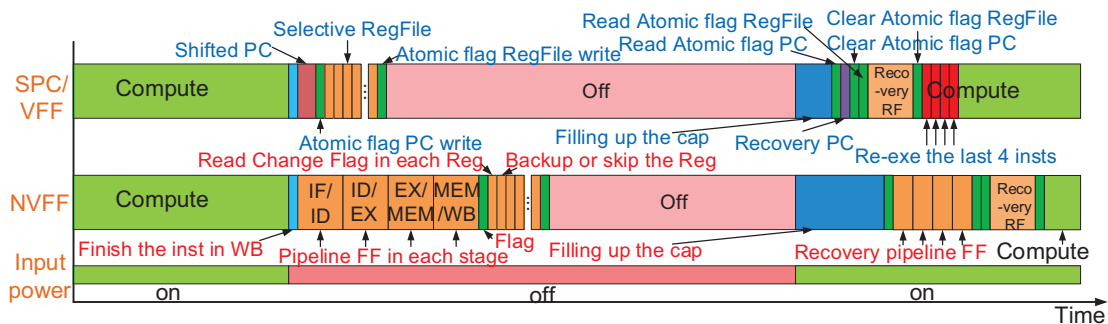 Selective RegFile
Read Atomic flag RegFile
Clear Atomic flag RegFile
Shifted PC
Atomic flag RegFile write
Read Atomic flag PC
Clear Atomic flag PC
SPC/
VFF
Compute
Off
Reco
-very
RF
Compute
Atomic flag PC write
Filling up the cap
Recovery PC
Re-exe the last 4 insts
Read Change Flag in each Reg
Backup or skip the Reg
NVFF
Compute
IF/
ID
ID/
EX
EX/
MEM
MEM
/WB
Off
Reco
-very
RF
Finish the inst in WB
Pipeline FF in each stage
Flag
Filling up the cap
Recovery pipeline FF
Compute
Input
power
on
off
on
Time